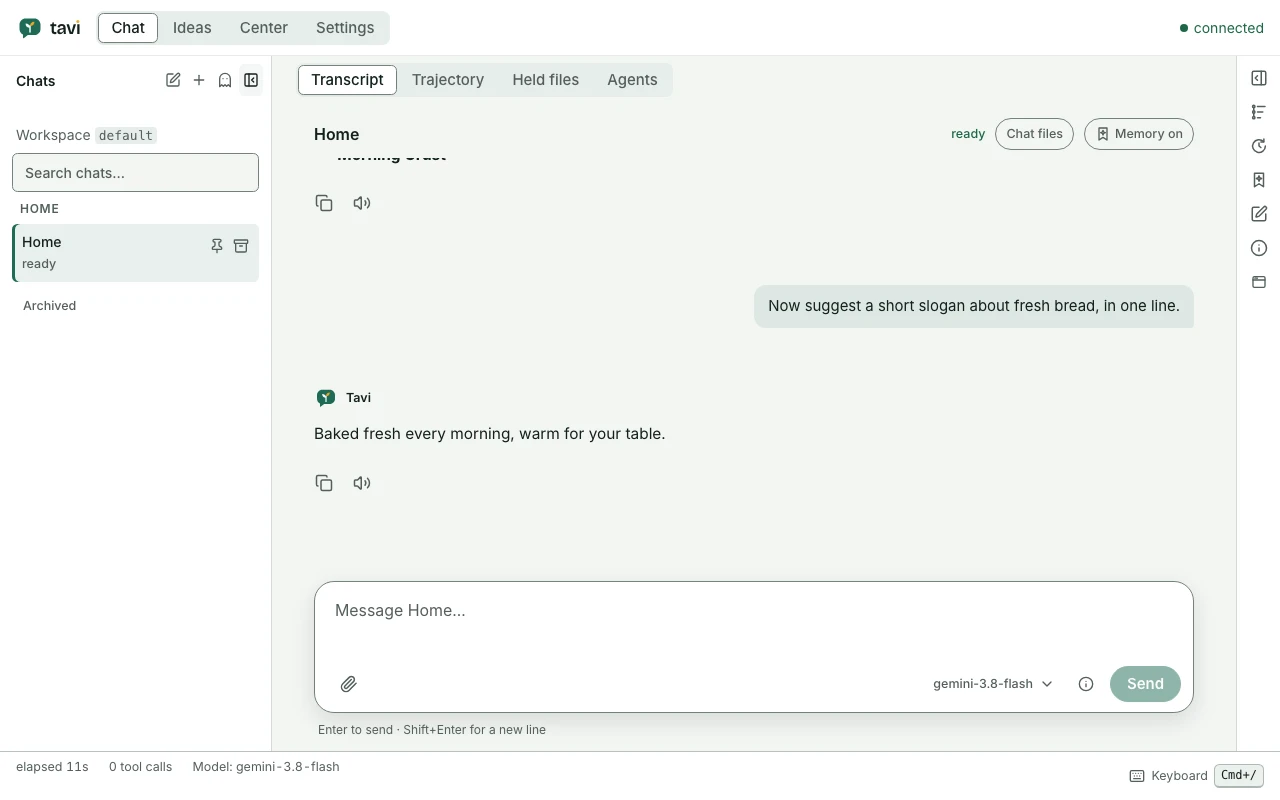 tavi
Chat
Ideas
Center
Settings
connected
Chats
Workspace default
Search chats...
HOME
Home
ready
Archived
Transcript
Trajectory
Held files
Agents
Home
ready
Chat files
Memory on
Morning Crust
Now suggest a short slogan about fresh bread, in one line.
Tavi
Baked fresh every morning, warm for your table.
Message Home...
gemini-3.8-flash
Send
Enter to send · Shift+Enter for a new line
elapsed 11s
0 tool calls
Model: gemini-3.8-flash
Keyboard
Cmd+/